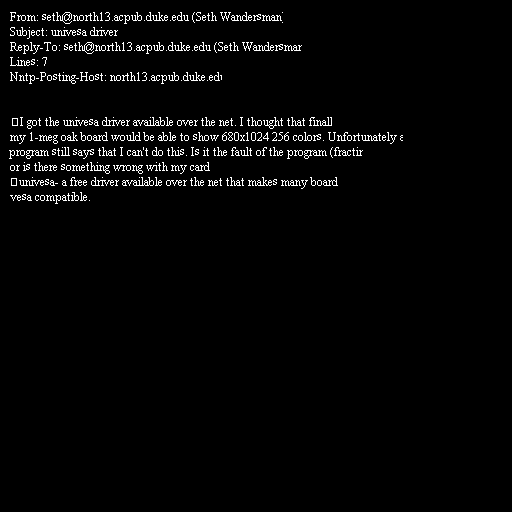 From: seth@north13.acpub.duke.edu (Seth Wandersman)
Subject: univesa driver
Reply-To: seth@north13.acpub.duke.edu (Seth Wandersmar
Lines: 7
Nntp-Posting-Host: north13.acpub.duke.edu
I got the univesa driver available over the net. I thought that finall
my 1-meg oak board would be able to show 680x1024 256 colors. Unfortunately a
program still says that I can't do this. Is it the fault of the program (fractir
or is there something wrong with my card
univesa- a free driver available over the net that makes many board
vesa compatible.